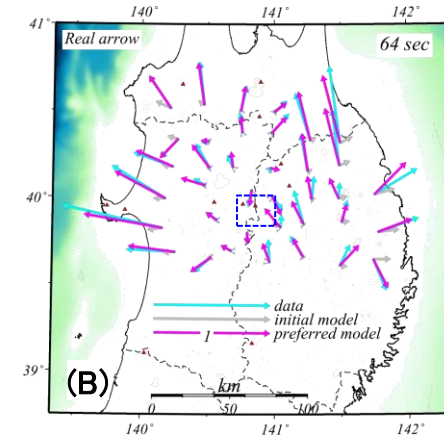 140° 141° 142°
41°
Real arrow 64 sec
40°
data
initial model
1 preferred model
39°
(B) km
0 50 100
140° 141° 142°